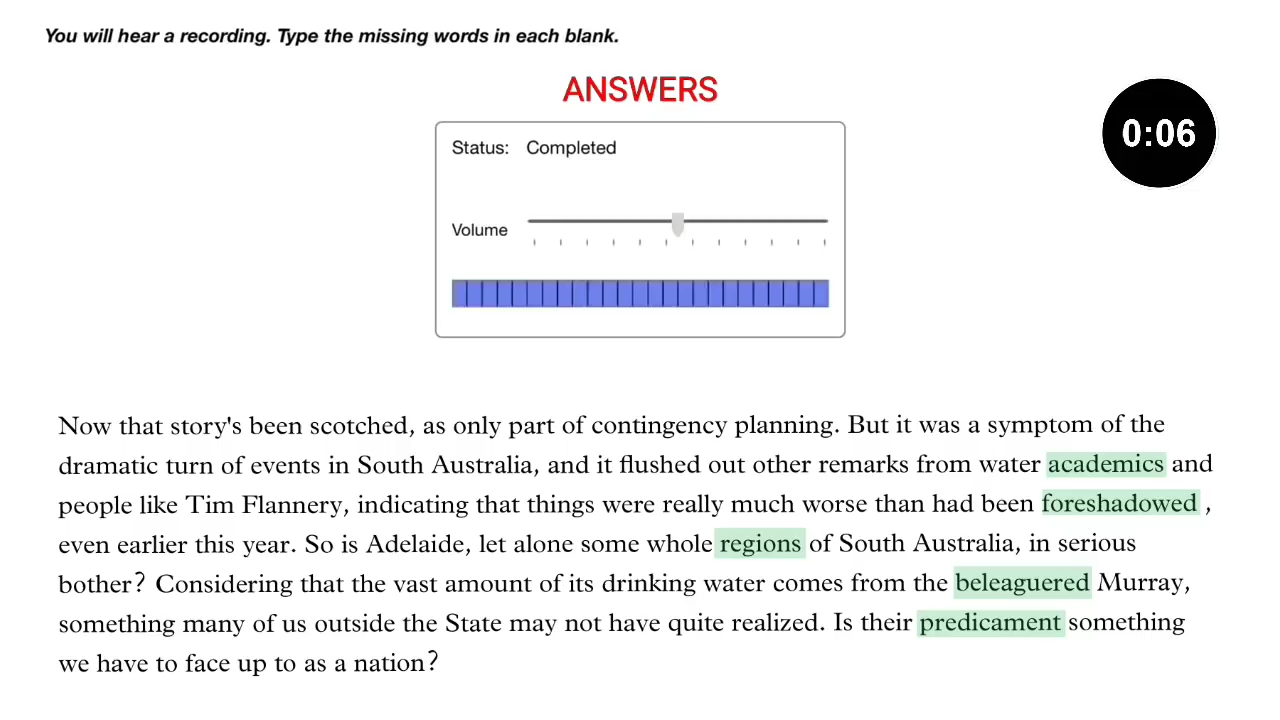 You will hear a recording. Type the missing words in each blank.
ANSWERS
0:06
Status: Completed
Volume
Now that story's been scotched, as only part of contingency planning. But it was a symptom of the
dramatic turn of events in South Australia, and it flushed out other remarks from water academics and
people like Tim Flannery, indicating that things were really much worse than had been foreshadowed ,
even earlier this year. So is Adelaide, let alone some whole regions of South Australia, in serious
bother? Considering that the vast amount of its drinking water comes from the beleaguered Murray,
something many of us outside the State may not have quite realized. Is their predicament something
we have to face up to as a nation?